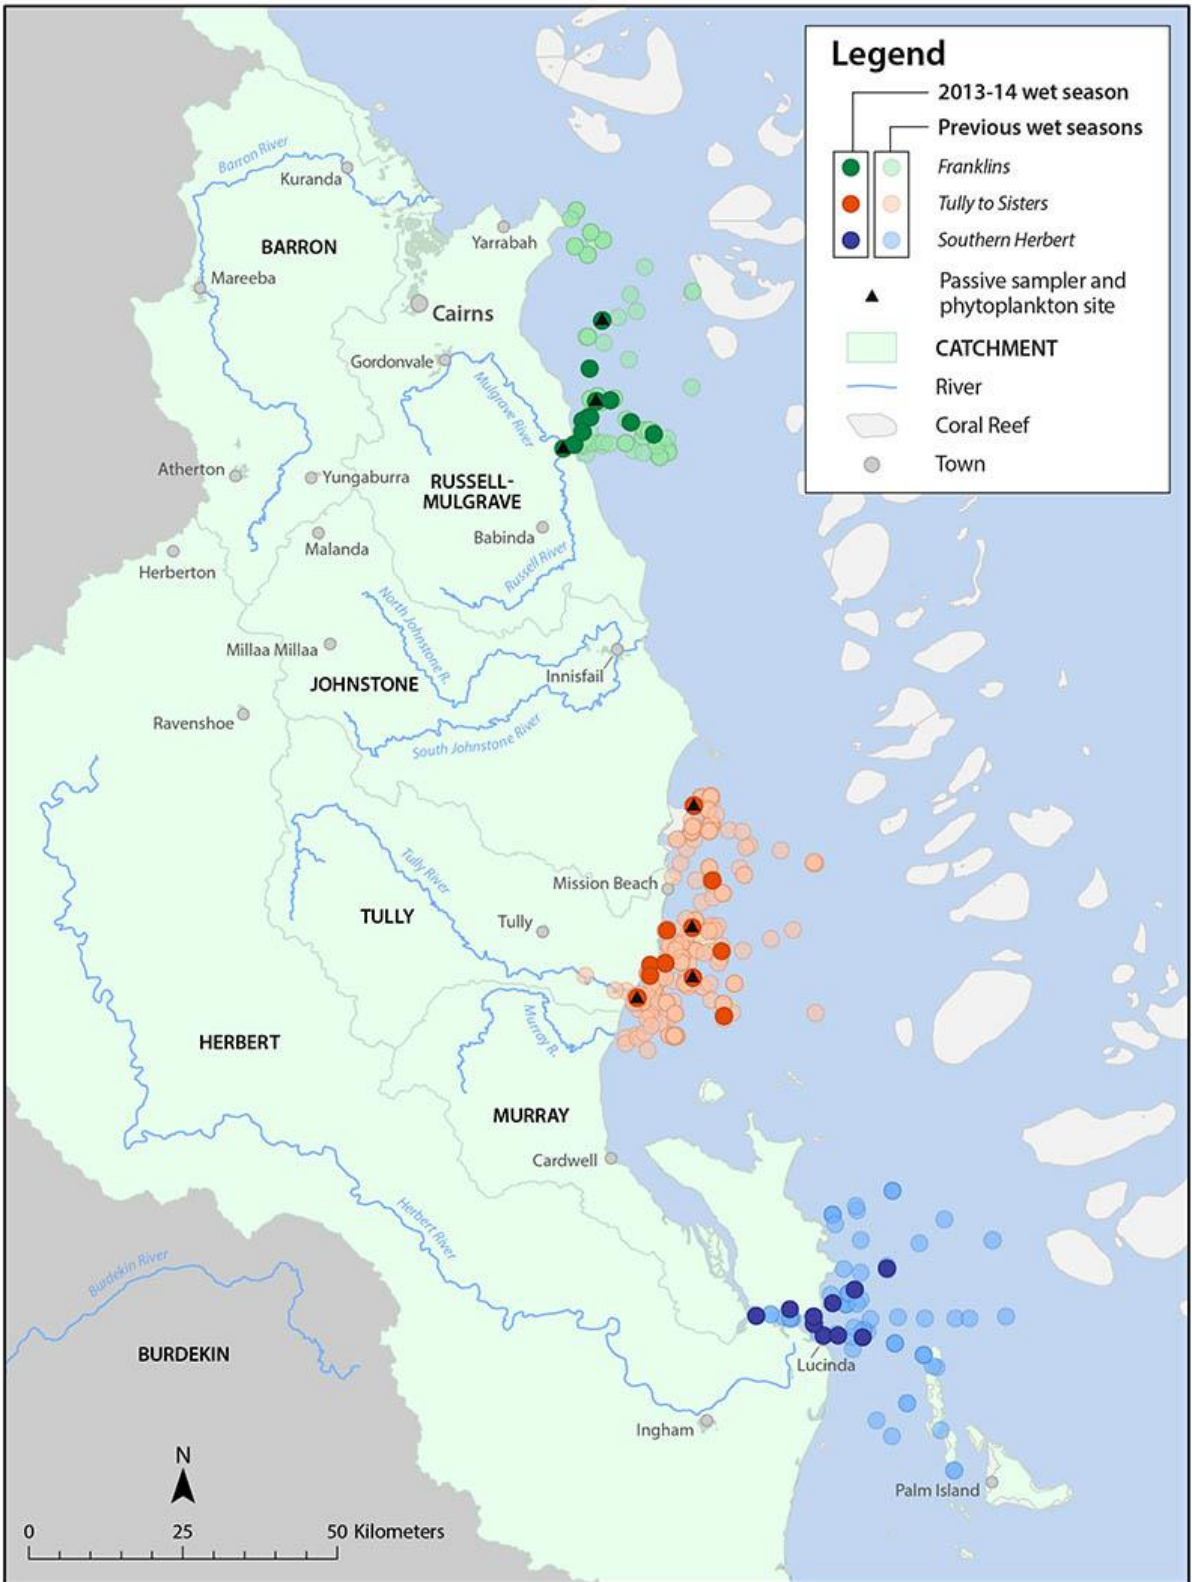 Legend
2013-14 wet season
Previous wet seasons
Franklins
Tully to Sisters
Southern Herbert
Passive sampler and
phytoplankton site
CATCHMENT
River
Coral Reef
Town
Barron River
Kuranda
BARRON
Yarrabah
Mareeba
Cairns
Gordonvale
Mulgrave River
Atherton
Yungaburra
RUSSELL-
MULGRAVE
Babinda
Malanda
Herberton
Russell River
North Johnstone R.
Millaa Millaa
Innisfail
JOHNSTONE
Ravenshoe
South Johnstone River
Tully River
Mission Beach
TULLY
Tully
HERBERT
Murray R.
MURRAY
Cardwell
Herbert River
Burdekin River
BURDEKIN
Lucinda
Ingham
Palm Island
N
0 25 50 Kilometers